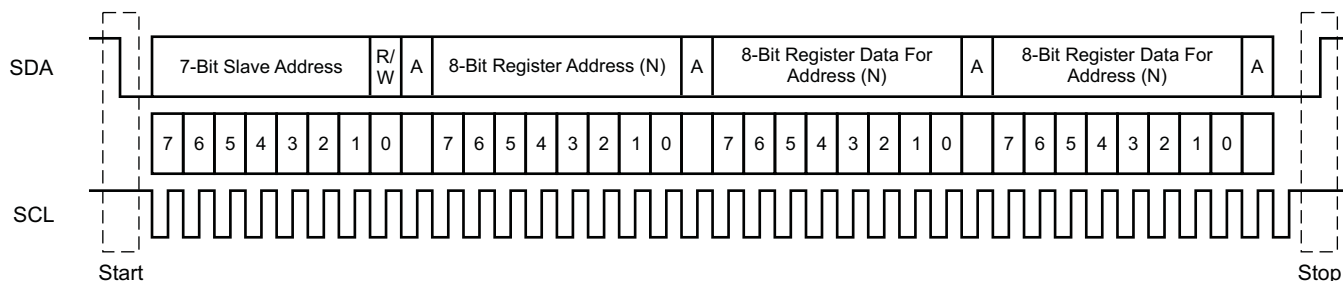 SDA
7-Bit Slave Address
R/
W
A
8-Bit Register Address (N)
A
8-Bit Register Data For
Address (N)
A
8-Bit Register Data For
Address (N)
A
7 6 5 4 3 2 1 0 7 6 5 4 3 2 1 0 7 6 5 4 3 2 1 0 7 6 5 4 3 2 1 0
SCL
Start
Stop